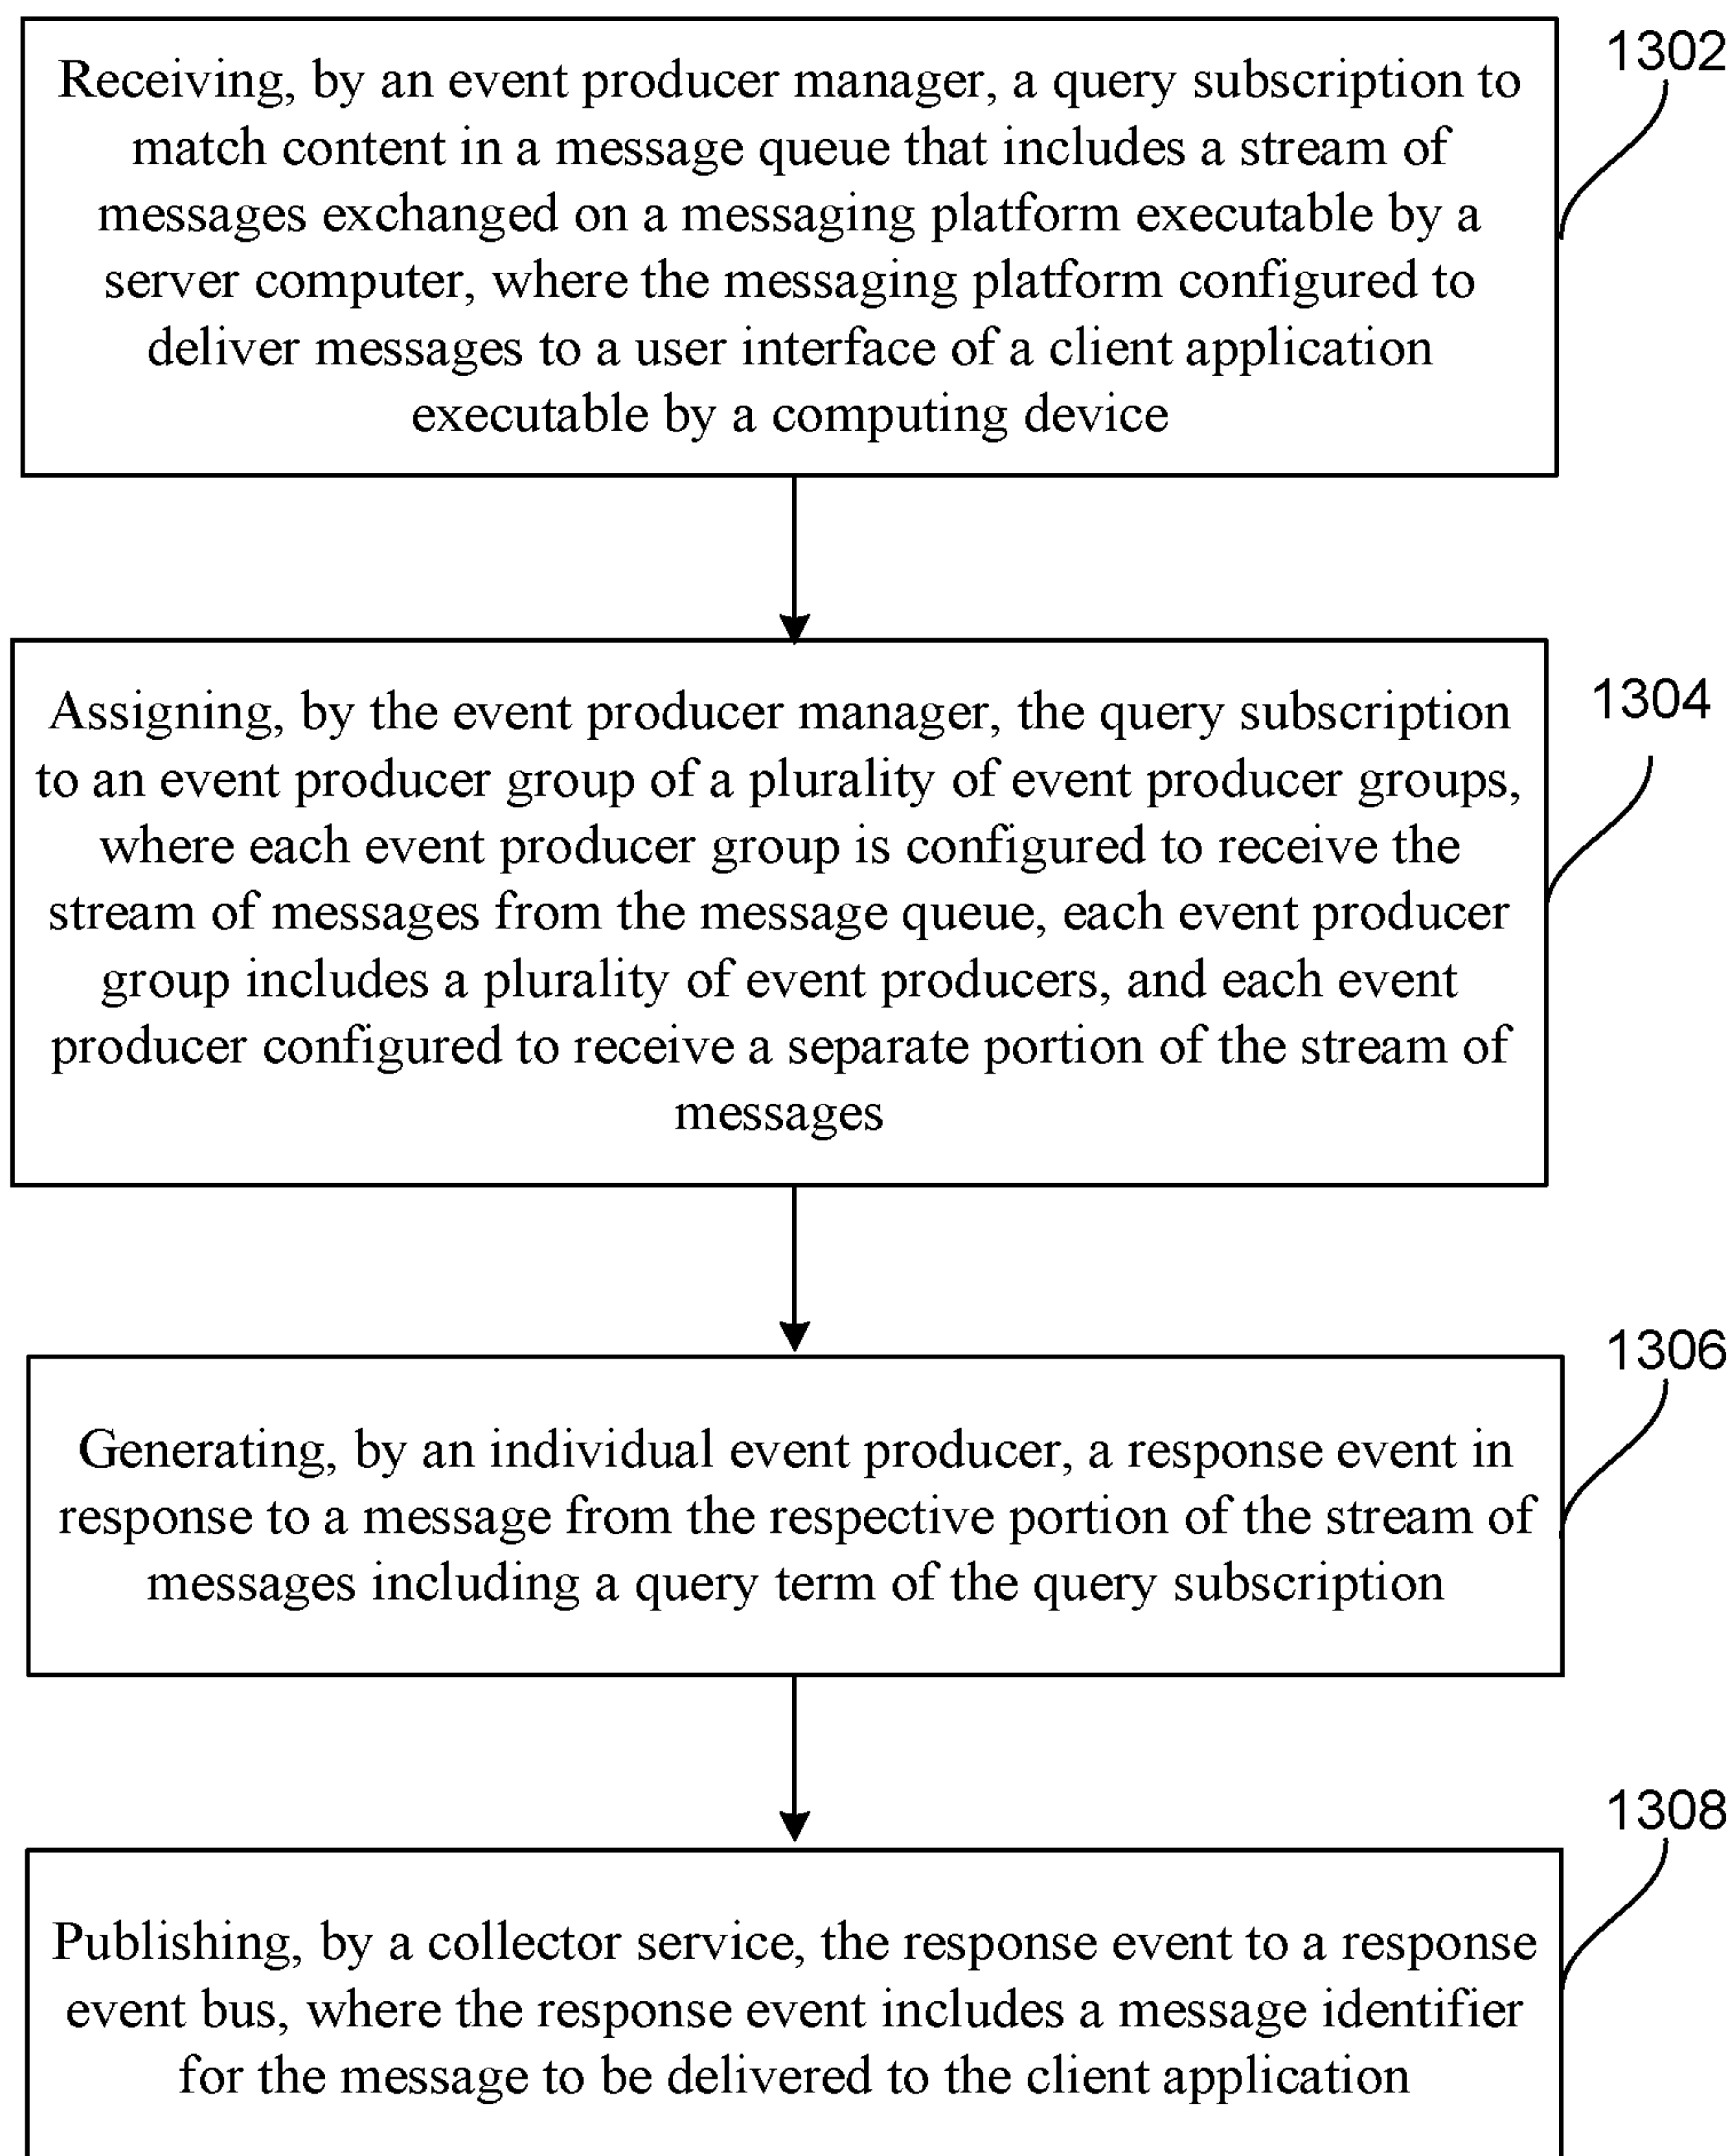 1302
Receiving, by an event producer manager, a query subscription to
match content in a message queue that includes a stream of
messages exchanged on a messaging platform executable by a
server computer, where the messaging platform configured to
deliver messages to a user interface of a client application
executable by a computing device
1304
Assigning, by the event producer manager, the query subscription
to an event producer group of a plurality of event producer groups,
where each event producer group is configured to receive the
stream of messages from the message queue, each event producer
group includes a plurality of event producers, and each event
producer configured to receive a separate portion of the stream of
messages
1306
Generating, by an individual event producer, a response event in
response to a message from the respective portion of the stream of
messages including a query term of the query subscription
1308
Publishing, by a collector service, the response event to a response
event bus, where the response event includes a message identifier
for the message to be delivered to the client application